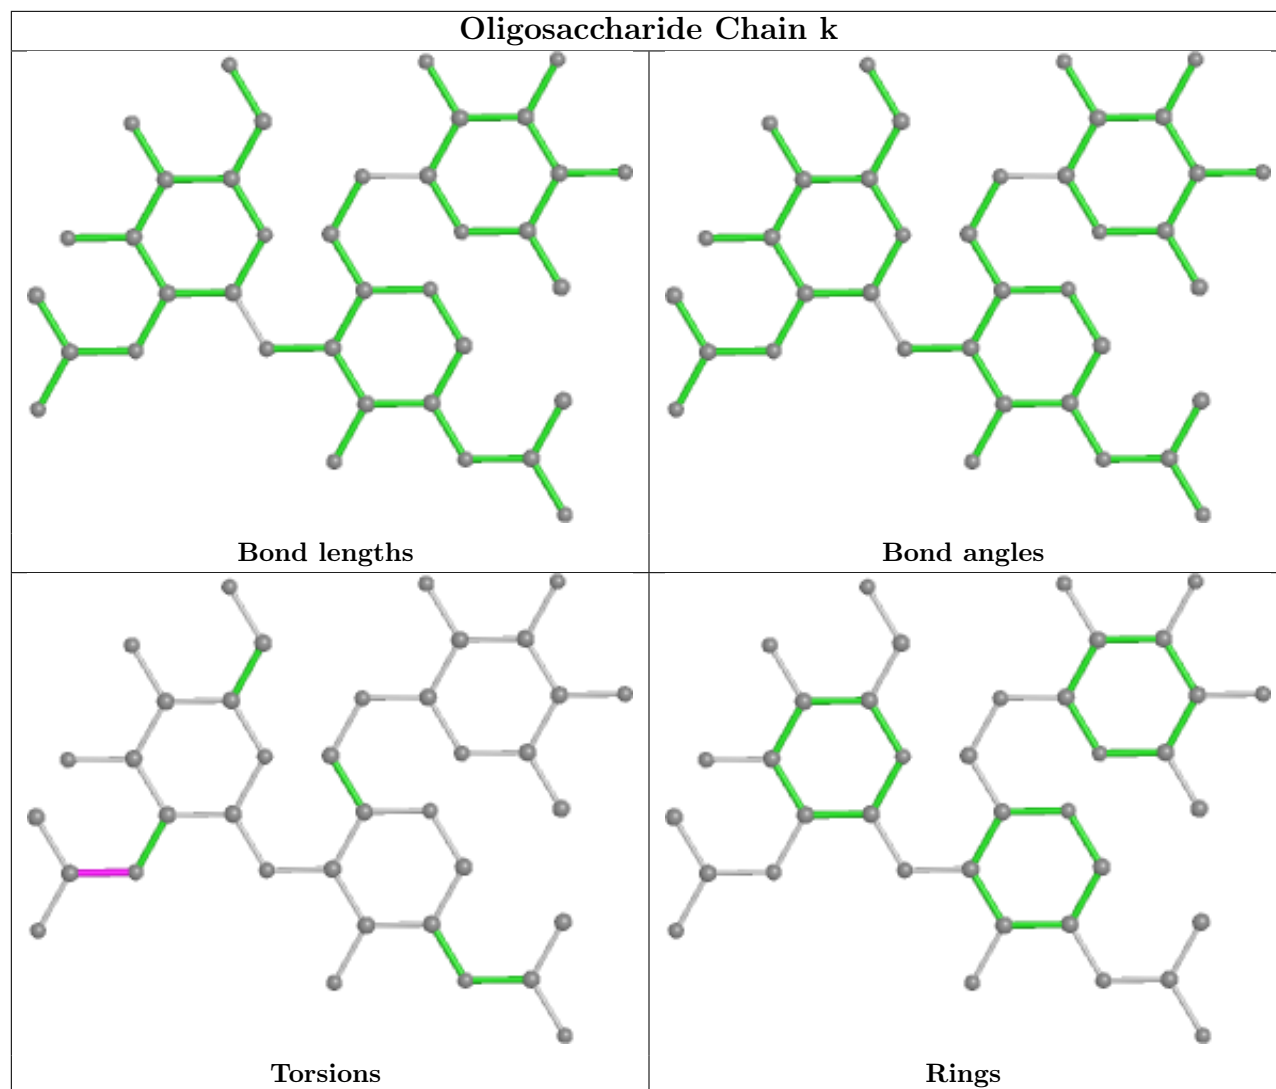 Oligosaccharide Chain k
Bond lengths
Bond angles
Torsions
Rings